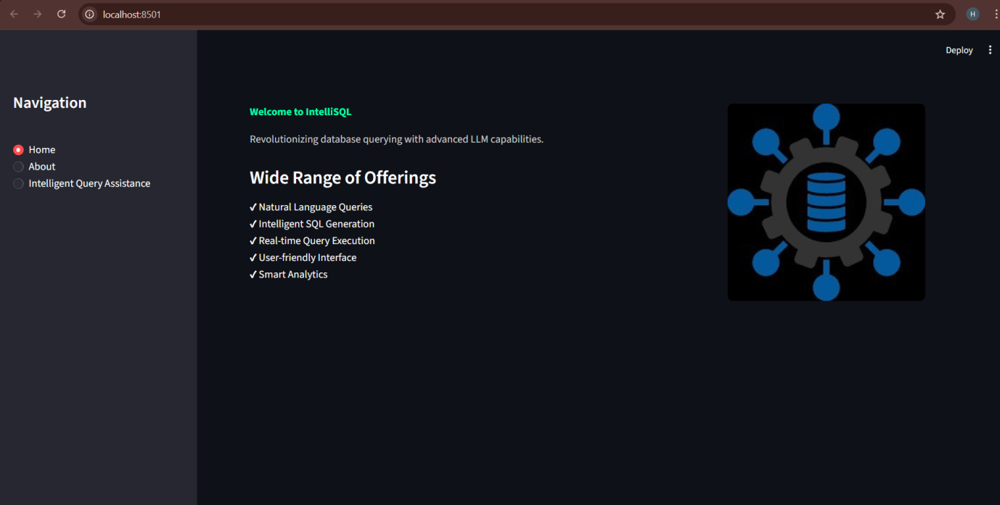 localhost:8501
H
Deploy
Navigation
Home
About
Intelligent Query Assistance
Welcome to IntelliSQL
Revolutionizing database querying with advanced LLM capabilities.
Wide Range of Offerings
✓ Natural Language Queries
✓ Intelligent SQL Generation
✓ Real-time Query Execution
✓ User-friendly Interface
✓ Smart Analytics